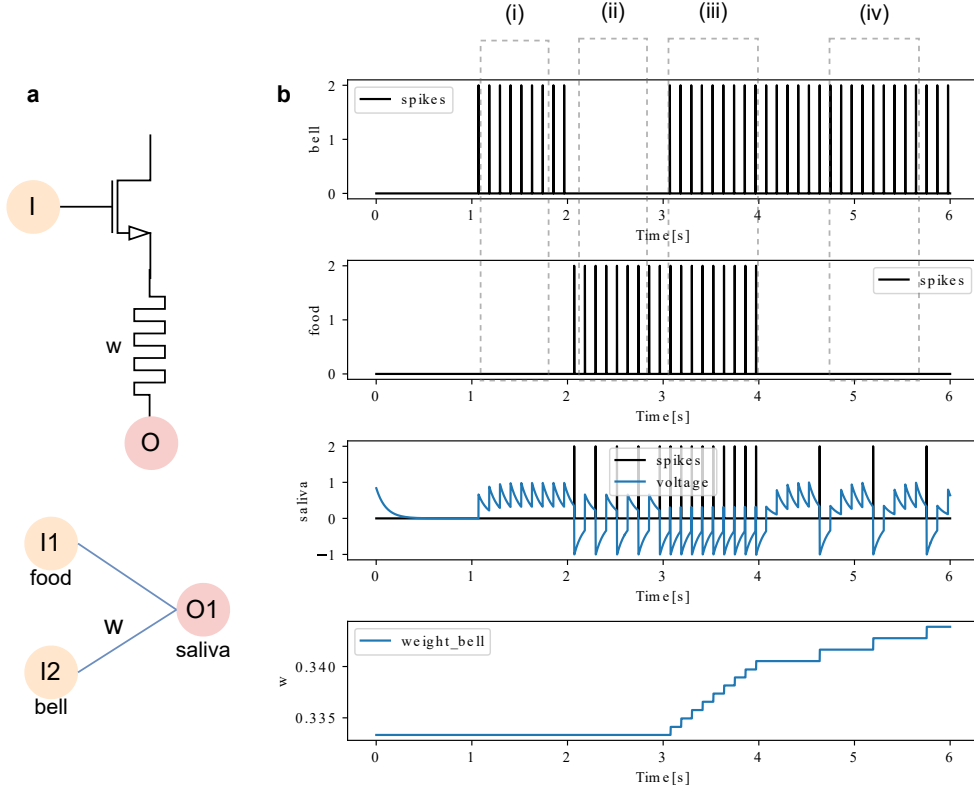 a
I
w
O
I1
food
w
O1
saliva
I2
bell
b
(i) (ii) (iii) (iv)
2
1
0
bell
spikes
0 1 2 3 4 5 6
Time[s]
2
1
0
food
spikes
0 1 2 3 4 5 6
Time[s]
2
1
0
−1
saliva
spikes
voltage
0 1 2 3 4 5 6
Time[s]
0.340
0.335
w
weight_bell
0 1 2 3 4 5 6
Time[s]